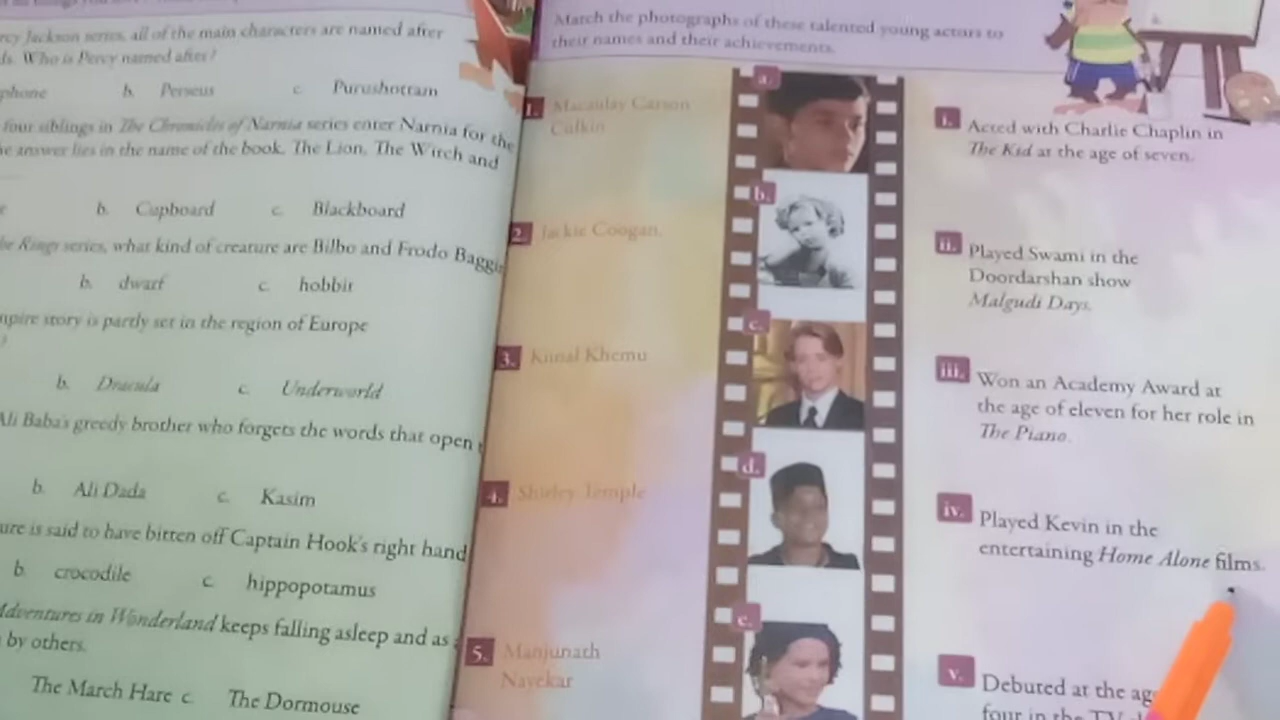 rcy Jackson series, all of the main characters are named after
ds. Who is Percy named after?
phone b. Perseus c. Purushottam
four siblings in The Chronicles of Narnia series enter Narnia for the
e answer lies in the name of the book, The Lion, The Witch and
b. Cupboard c. Blackboard
he Rings series, what kind of creature are Bilbo and Frodo Baggi
b. dwarf c. hobbit
mpire story is partly set in the region of Europe
?
b. Dracula c. Underworld
Ali Baba's greedy brother who forgets the words that open
b. Ali Dada c. Kasim
ure is said to have bitten off Captain Hook's right hand
b. crocodile c. hippopotamus
Adventures in Wonderland keeps falling asleep and as
by others.
The March Hare c. The Dormouse
Match the photographs of these talented young actors to
their names and their achievements.
1. Macaulay Carson
Culkin
2. Jackie Coogan
3. Kunal Khemu
4. Shirley Temple
5. Manjunath
Nayekar
a.
b.
c.
d.
e.
i. Acted with Charlie Chaplin in
The Kid at the age of seven.
ii. Played Swami in the
Doordarshan show
Malgudi Days.
iii. Won an Academy Award at
the age of eleven for her role in
The Piano.
iv. Played Kevin in the
entertaining Home Alone films.
v. Debuted at the ag
four in the TV